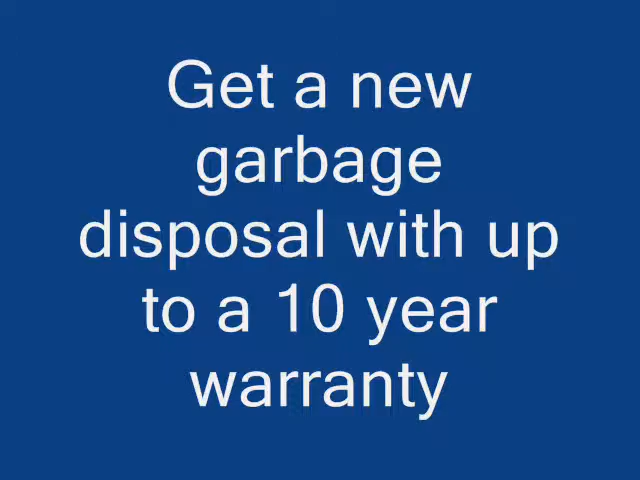 Get a new
garbage
disposal with up
to a 10 year
warranty